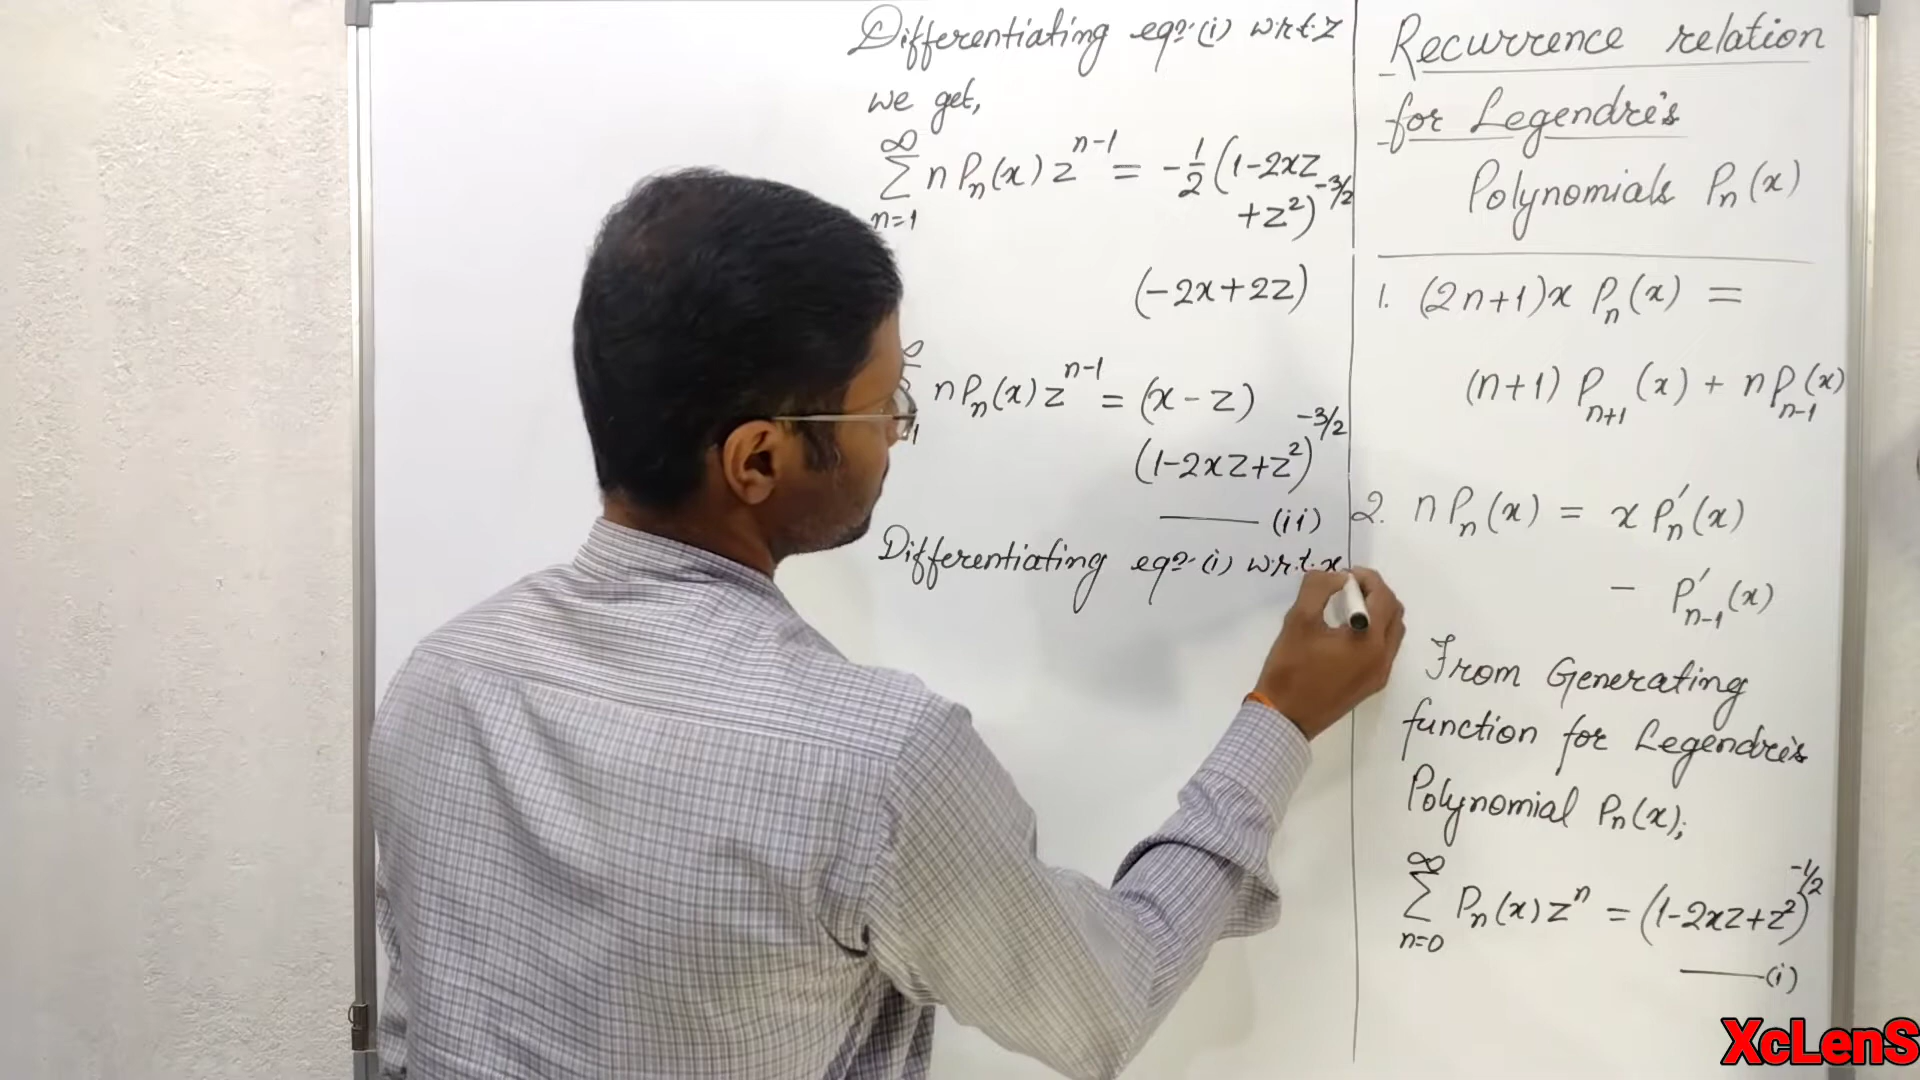 Differentiating eqⁿ. (i) w.r.t. z
we get,
∞
∑ n Pₙ(x) zⁿ⁻¹ = -1/2 (1-2xz
n=1
+z²)^-3/2
(-2x+2z)
n Pₙ(x) zⁿ⁻¹ = (x-z)
(1-2xz+z²)^-3/2
—— (ii)
Differentiating eqⁿ. (i) w.r.t. x
Recurrence relation
for Legendre's
Polynomials Pₙ(x)
1. (2n+1)x Pₙ(x) =
(n+1) Pₙ₊₁(x) + nPₙ₋₁(x)
2. n Pₙ(x) = x P′ₙ(x)
- P′ₙ₋₁(x)
From Generating
function for Legendre's
Polynomial Pₙ(x);
∞
∑ Pₙ(x) zⁿ = (1-2xz+z²)^-1/2
n=0
——(i)
XcLenS